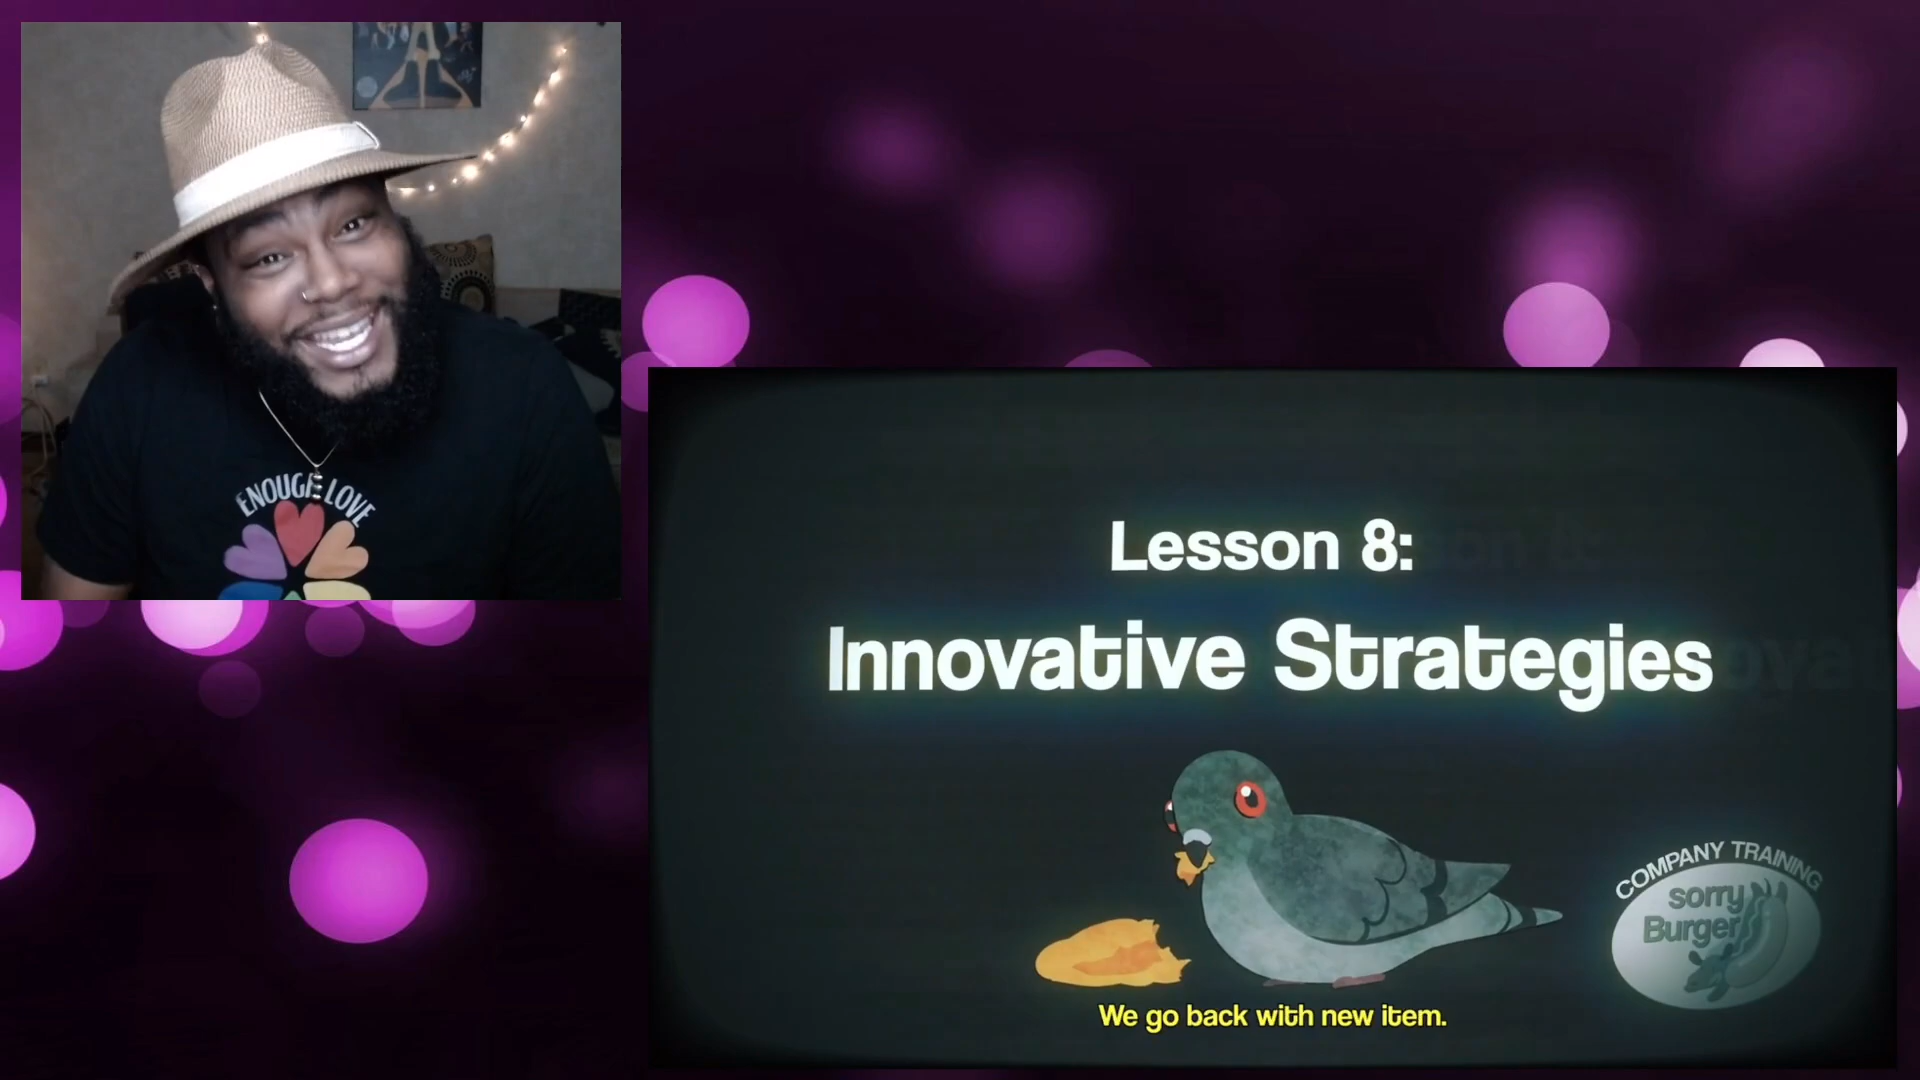 ENOUGH LOVE
Lesson 8:
Innovative Strategies
COMPANY TRAINING
sorry
Burger
We go back with new item.